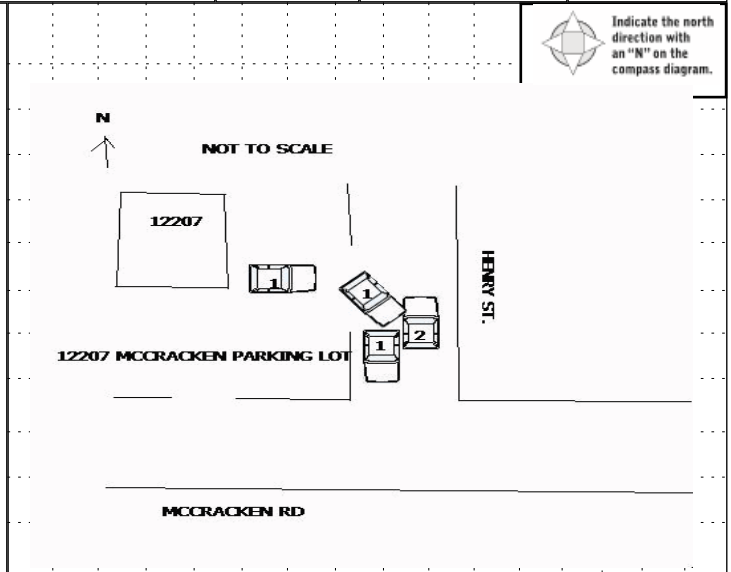 Indicate the north
direction with
an “N” on the
compass diagram.
N
NOT TO SCALE
12207
1
1
HENRY ST.
2
1
12207 MCCRACKEN PARKING LOT
MCCRACKEN RD